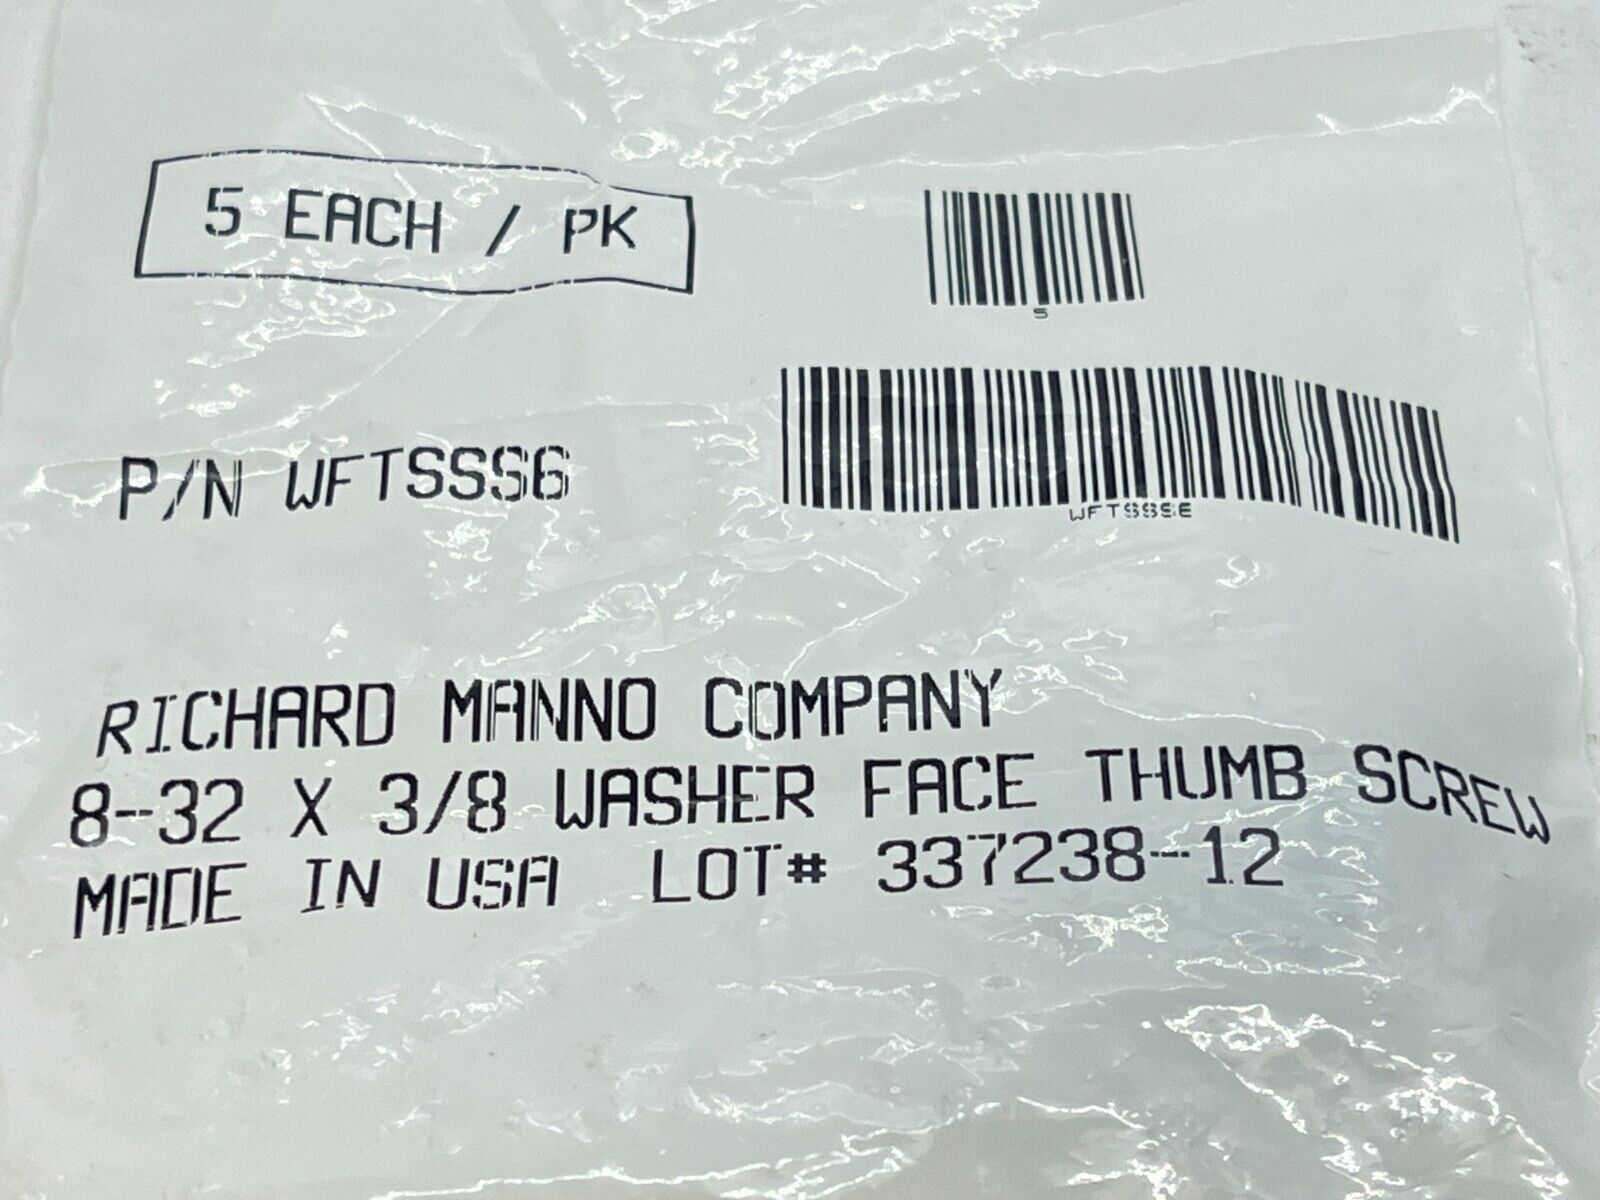 5 EACH / PK
5
P/N WFTSSS6
WFTSSS6
RICHARD MANNO COMPANY
8-32 X 3/8 WASHER FACE THUMB SCREW
MADE IN USA LOT# 337238-12